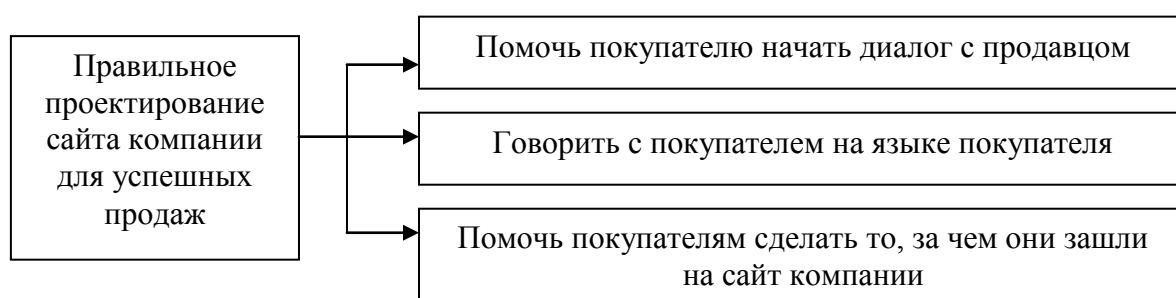 Правильное
проектирование
сайта компании
для успешных
продаж
Помочь покупателю начать диалог с продавцом
Говорить с покупателем на языке покупателя
Помочь покупателям сделать то, за чем они зашли
на сайт компании